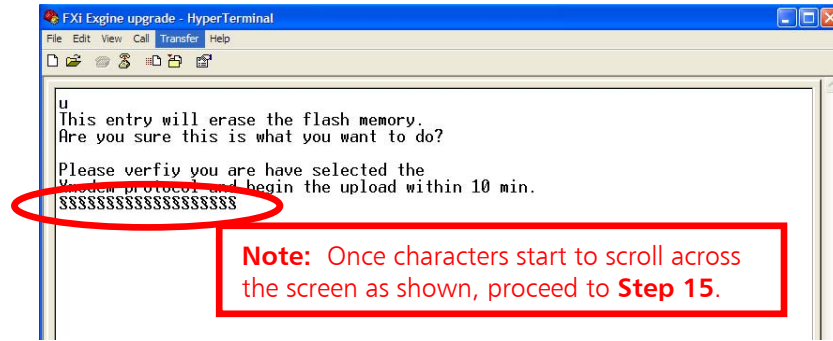 FXi Exgine upgrade - HyperTerminal
File Edit View Call Transfer Help
u
This entry will erase the flash memory.
Are you sure this is what you want to do?
Please verfiy you are have selected the
Xmodem protocol and begin the upload within 10 min.
§§§§§§§§§§§§§§§§§§§
Note: Once characters start to scroll across
the screen as shown, proceed to Step 15.